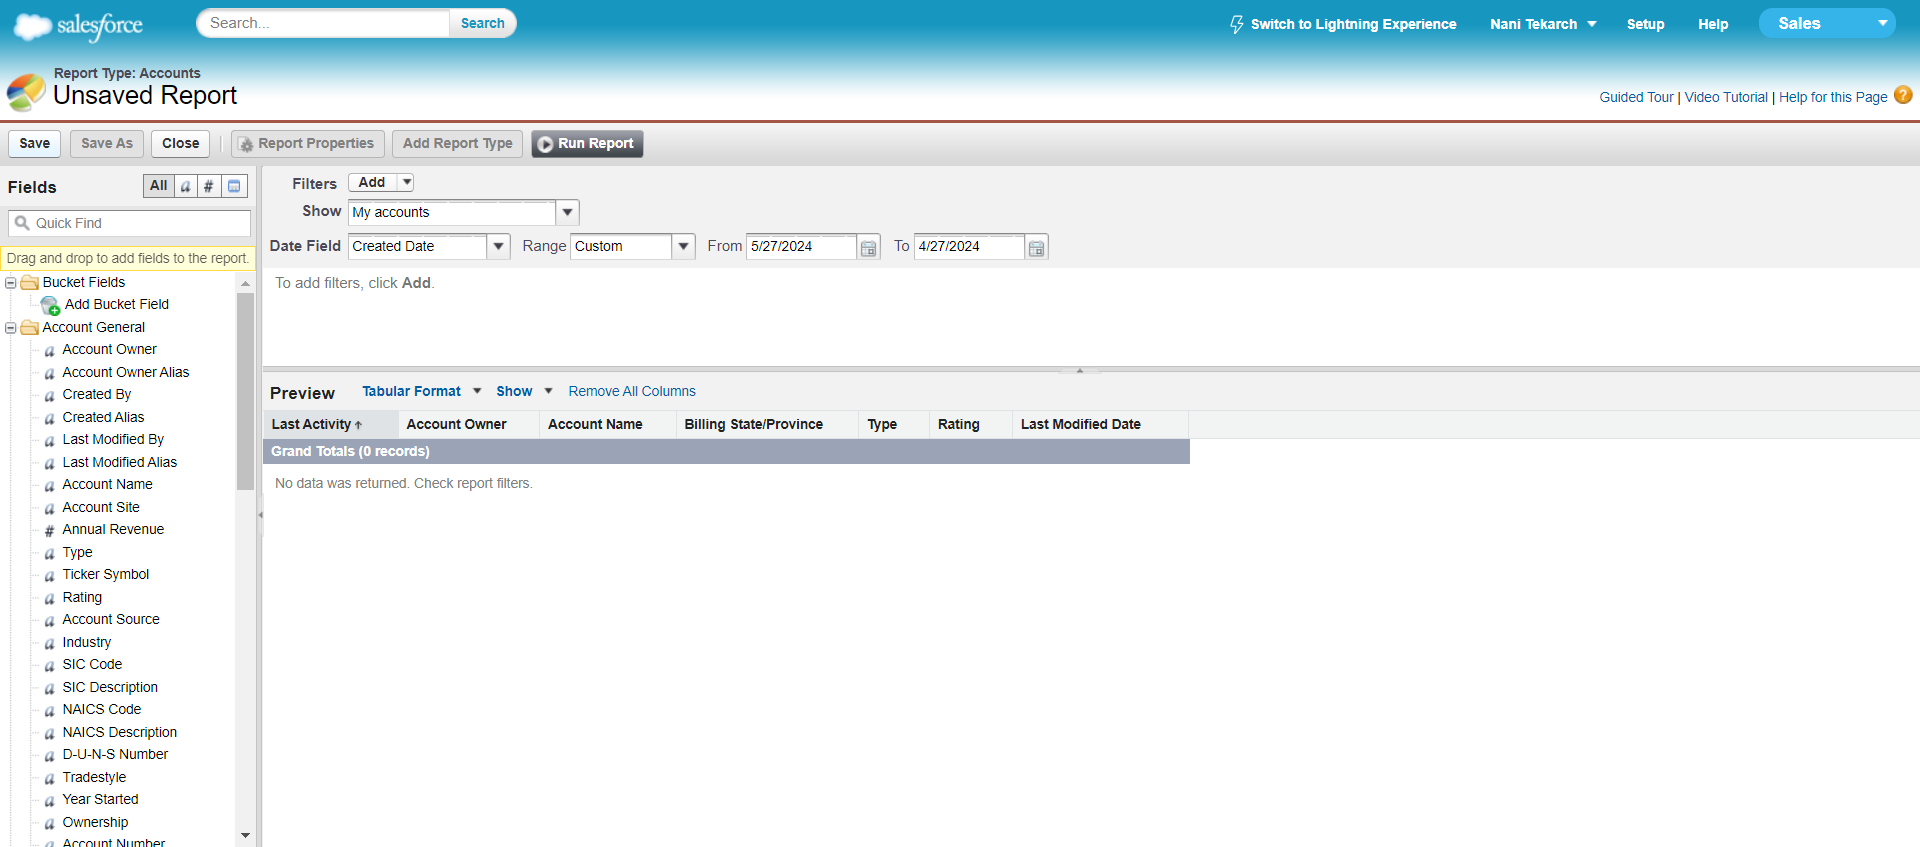 salesforce
Search...
Search
Switch to Lightning Experience
Nani Tekarch
Setup
Help
Sales
Report Type: Accounts
Unsaved Report
Guided Tour | Video Tutorial | Help for this Page ?
Save
Save As
Close
Report Properties
Add Report Type
Run Report
Fields
All
a
#
Quick Find
Drag and drop to add fields to the report.
Bucket Fields
Add Bucket Field
Account General
a Account Owner
a Account Owner Alias
a Created By
a Created Alias
a Last Modified By
a Last Modified Alias
a Account Name
a Account Site
# Annual Revenue
a Type
a Ticker Symbol
a Rating
a Account Source
a Industry
a SIC Code
a SIC Description
a NAICS Code
a NAICS Description
a D-U-N-S Number
a Tradestyle
a Year Started
a Ownership
a Account Number
Filters Add
Show My accounts
Date Field Created Date Range Custom From 5/27/2024 To 4/27/2024
To add filters, click Add.
Preview Tabular Format Show Remove All Columns
Last Activity Account Owner Account Name Billing State/Province Type Rating Last Modified Date
Grand Totals (0 records)
No data was returned. Check report filters.